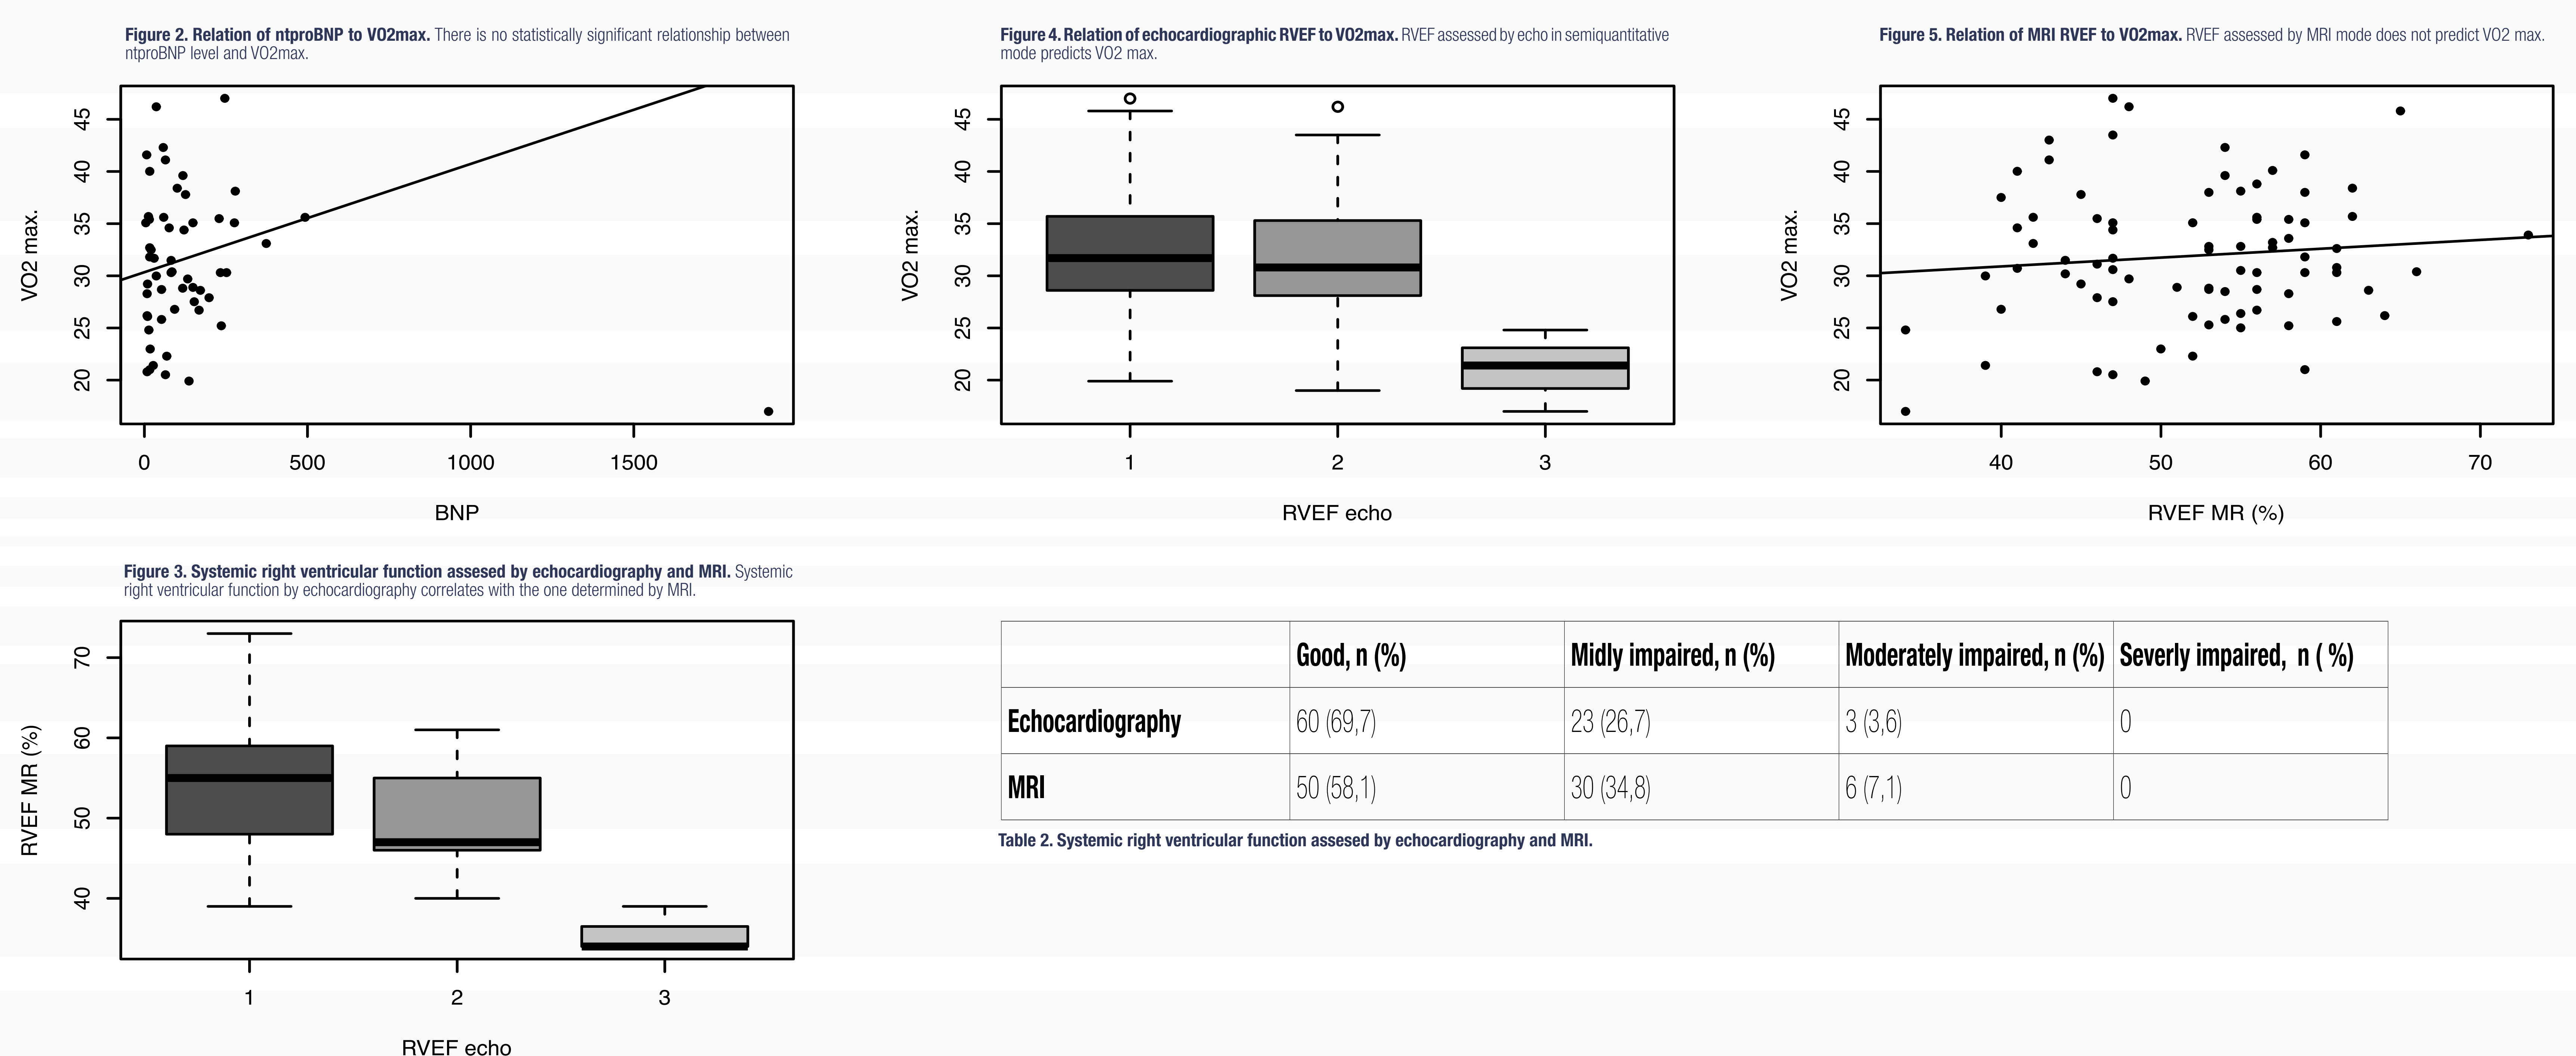 Figure 2. Relation of ntproBNP to VO2max. There is no statistically significant relationship between
ntproBNP level and VO2max.
VO2 max.
45
40
35
30
25
20
0 500 1000 1500
BNP
Figure 4. Relation of echocardiographic RVEF to VO2max. RVEF assessed by echo in semiquantitative
mode predicts VO2 max.
VO2 max.
45
40
35
30
25
20
1 2 3
RVEF echo
Figure 5. Relation of MRI RVEF to VO2max. RVEF assessed by MRI mode does not predict VO2 max.
VO2 max.
45
40
35
30
25
20
40 50 60 70
RVEF MR (%)
Figure 3. Systemic right ventricular function assesed by echocardiography and MRI. Systemic
right ventricular function by echocardiography correlates with the one determined by MRI.
RVEF MR (%)
70
60
50
40
1 2 3
RVEF echo
Good, n (%) Midly impaired, n (%) Moderately impaired, n (%) Severly impaired, n ( %)
Echocardiography 60 (69,7) 23 (26,7) 3 (3,6) 0
MRI 50 (58,1) 30 (34,8) 6 (7,1) 0
Table 2. Systemic right ventricular function assesed by echocardiography and MRI.